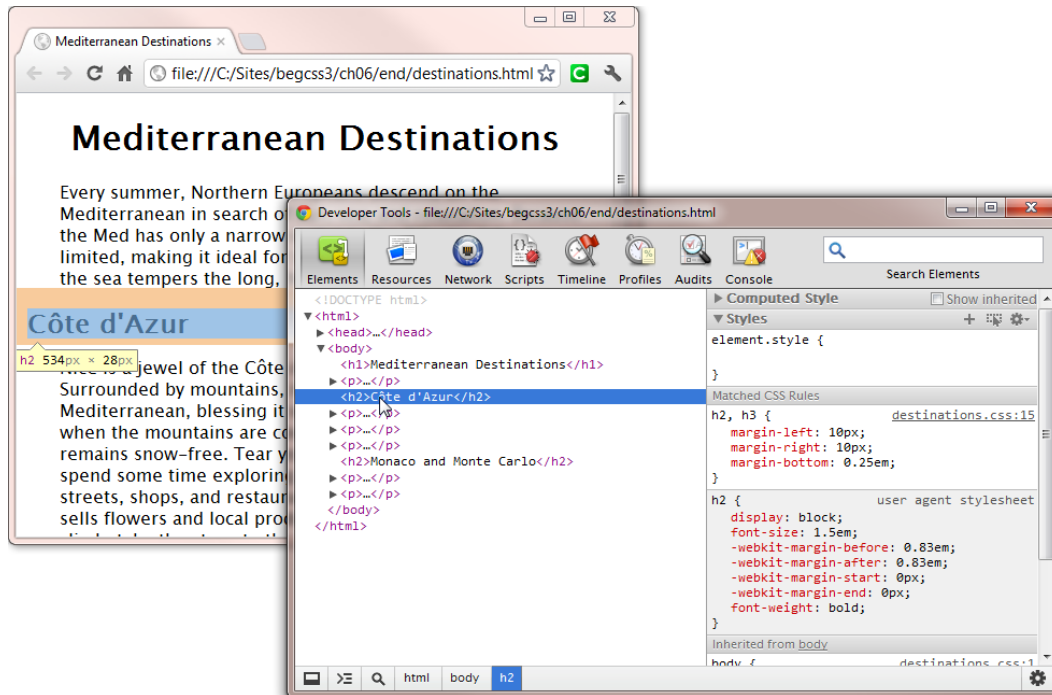 Mediterranean Destinations ×
file:///C:/Sites/begcss3/ch06/end/destinations.html
Mediterranean Destinations
Every summer, Northern Europeans descend on the
Mediterranean in search o
the Med has only a narrow
limited, making it ideal for
the sea tempers the long,
Côte d'Azur
h2 534px × 28px
Nice is a jewel of the Côte
Surrounded by mountains,
Mediterranean, blessing it
when the mountains are co
remains snow-free. Tear y
spend some time explorin
streets, shops, and restaur
sells flowers and local prod
Developer Tools - file:///C:/Sites/begcss3/ch06/end/destinations.html
Elements Resources Network Scripts Timeline Profiles Audits Console Search Elements
<!DOCTYPE html>
▼<html>
▶<head>…</head>
▼<body>
<h1>Mediterranean Destinations</h1>
▶<p>…</p>
<h2>Côte d'Azur</h2>
▶<p>…</p>
▶<p>…</p>
▶<p>…</p>
<h2>Monaco and Monte Carlo</h2>
▶<p>…</p>
▶<p>…</p>
</body>
</html>
▶ Computed Style Show inherited
▼ Styles
element.style {
}
Matched CSS Rules
h2, h3 { destinations.css:15
margin-left: 10px;
margin-right: 10px;
margin-bottom: 0.25em;
}
h2 { user agent stylesheet
display: block;
font-size: 1.5em;
-webkit-margin-before: 0.83em;
-webkit-margin-after: 0.83em;
-webkit-margin-start: 0px;
-webkit-margin-end: 0px;
font-weight: bold;
}
Inherited from body
body { destinations.css:1
html body h2